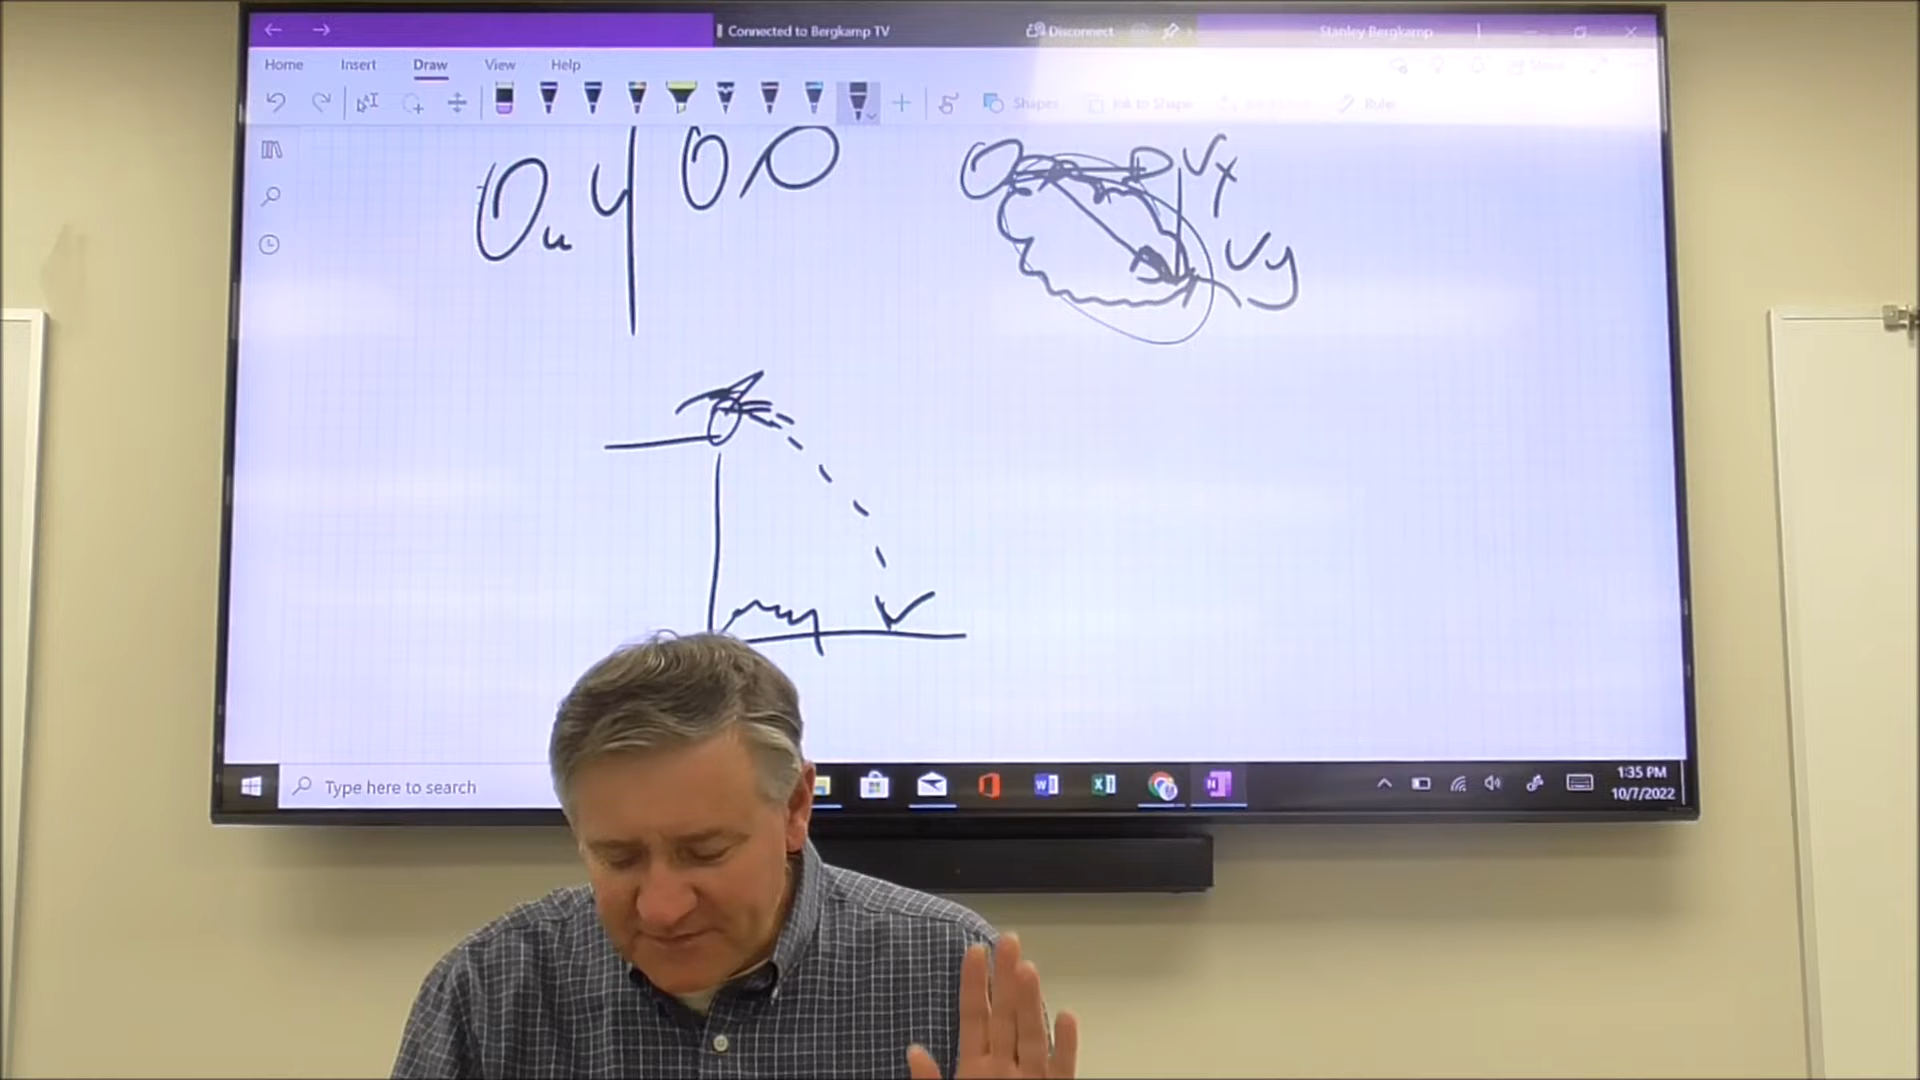 Connected to Bergkamp TV
Disconnect
Stanley Bergkamp
Home Insert Draw View Help
Shapes
Ink to Shape
Ruler
Vx
Vy
Type here to search
1:35 PM
10/7/2022